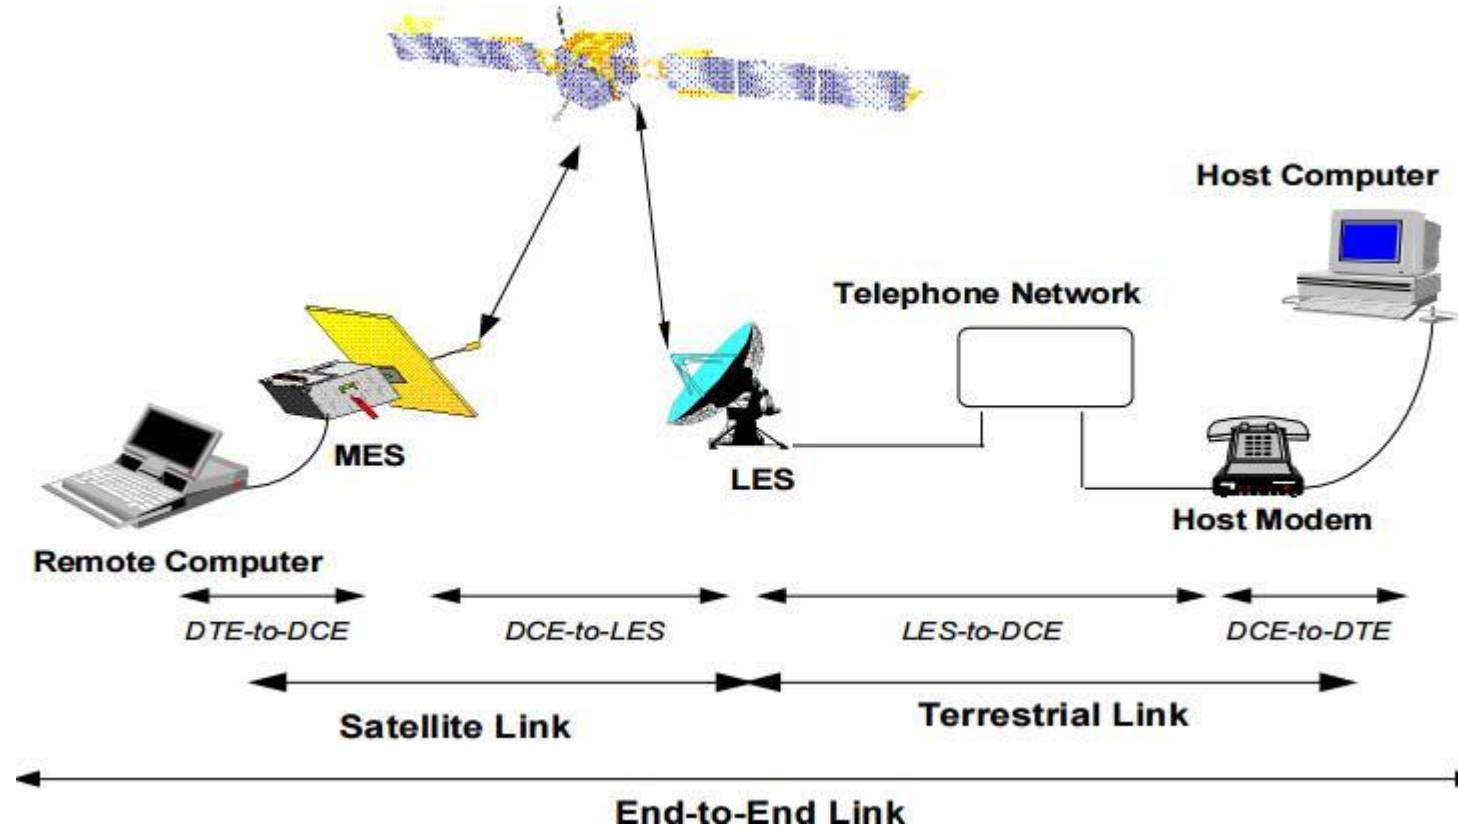 Host Computer
Telephone Network
MES
LES
Host Modem
Remote Computer
DTE-to-DCE
DCE-to-LES
LES-to-DCE
DCE-to-DTE
Satellite Link
Terrestrial Link
End-to-End Link